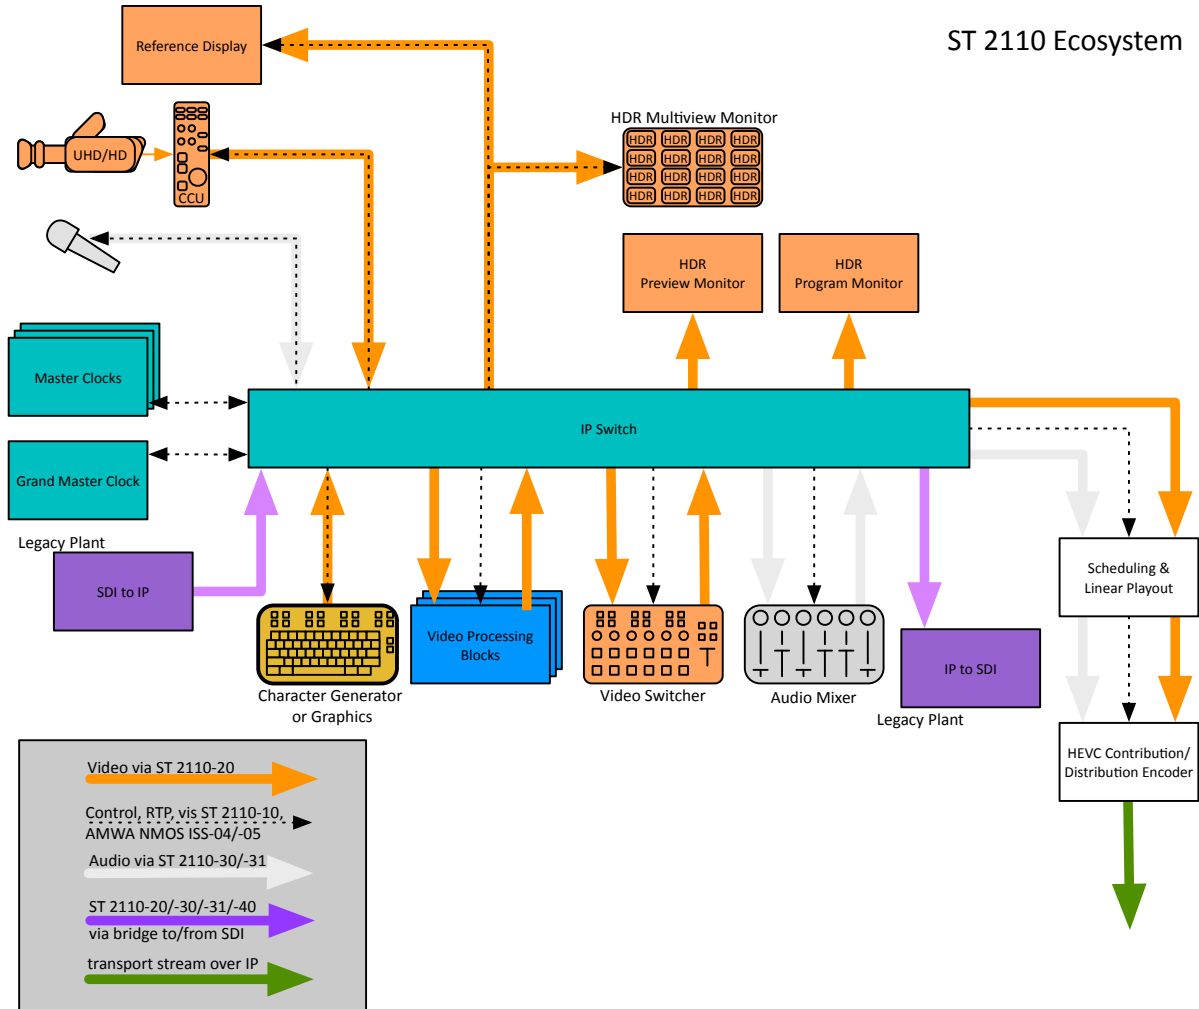 ST 2110 Ecosystem
Reference Display
HDR Multiview Monitor
HDR HDR HDR HDR
HDR HDR HDR HDR
HDR HDR HDR HDR
HDR HDR HDR HDR
UHD/HD
CCU
HDR
Preview Monitor
HDR
Program Monitor
Master Clocks
IP Switch
Grand Master Clock
Legacy Plant
SDI to IP
Scheduling &
Linear Playout
Video Processing
Blocks
IP to SDI
Character Generator
or Graphics
Video Switcher
Audio Mixer
Legacy Plant
HEVC Contribution/
Distribution Encoder
Video via ST 2110-20
Control, RTP, vis ST 2110-10,
AMWA NMOS ISS-04/-05
Audio via ST 2110-30/-31
ST 2110-20/-30/-31/-40
via bridge to/from SDI
transport stream over IP